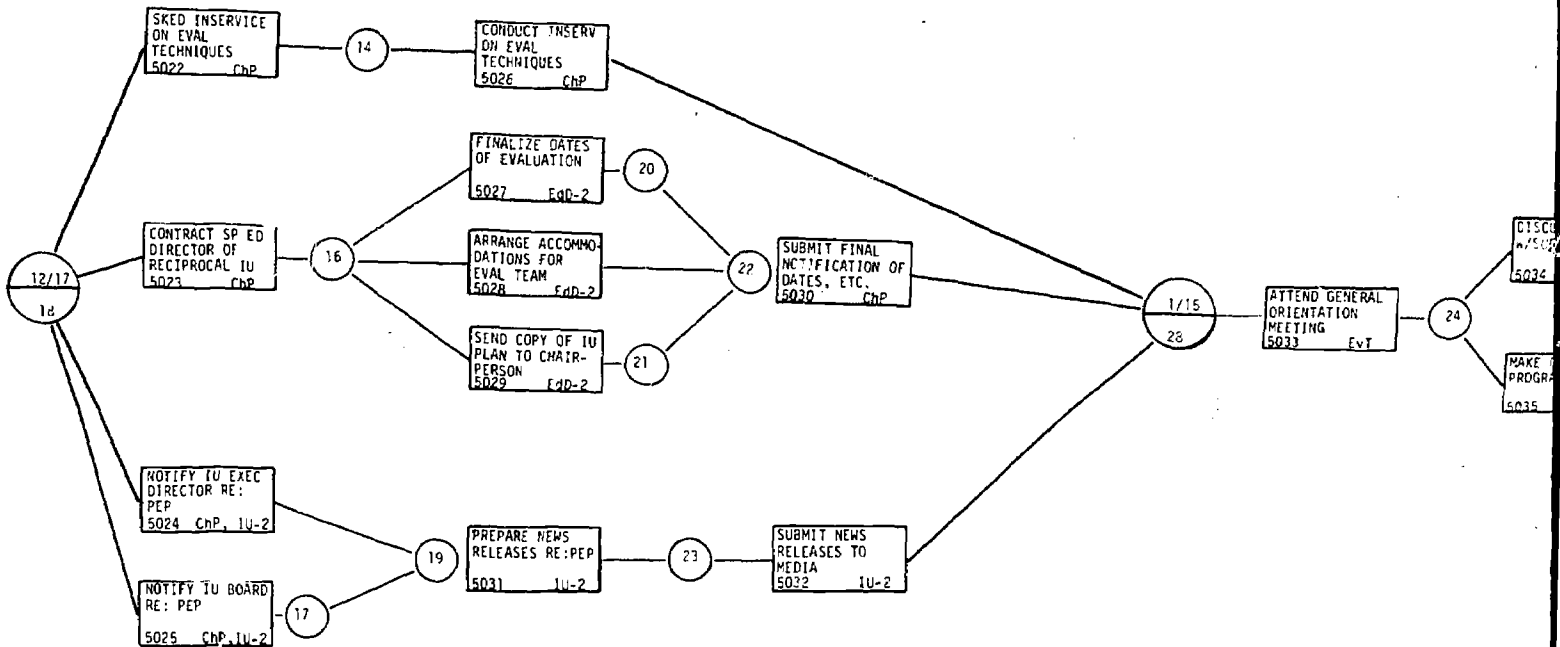 SKED INSERVICE
ON EVAL
TECHNIQUES
5022 ChP
14
CONDUCT INSERV
ON EVAL
TECHNIQUES
5026 ChP
FINALIZE DATES
OF EVALUATION
5027 EdD-2
20
12/17
18
CONTRACT SP ED
DIRECTOR OF
RECIPROCAL IU
5023 ChP
16
ARRANGE ACCOMMO-
DATIONS FOR
EVAL TEAM
5028 EdD-2
22
SUBMIT FINAL
NOTIFICATION OF
DATES, ETC.
5030 ChP
SEND COPY OF IU
PLAN TO CHAIR-
PERSON
5029 EdD-2
21
1/15
28
ATTEND GENERAL
ORIENTATION
MEETING
5033 EvT
24
DISCU
5034
MAKE
PROGRA
5035
NOTIFY IU EXEC
DIRECTOR RE:
PEP
5024 ChP, IU-2
19
PREPARE NEWS
RELEASES RE:PEP
5031 IU-2
23
SUBMIT NEWS
RELEASES TO
MEDIA
5032 IU-2
NOTIFY IU BOARD
RE: PEP
5025 ChP,IU-2
17